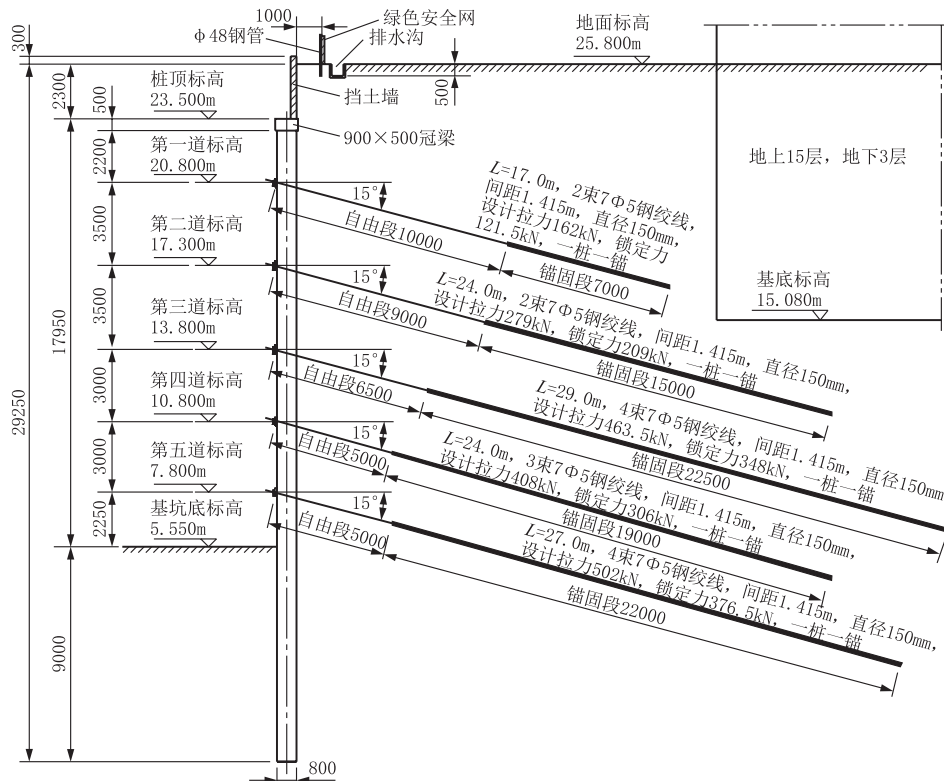 1000
绿色安全网
φ48钢管
排水沟
地面标高
25.800m
300
2300
500
桩顶标高
23.500m
挡土墙
500
900×500冠梁
地上15层，地下3层
2200
第一道标高
20.800m
15°
自由段10000
L=17.0m，2束7Φ5钢绞线，
间距1.415m，直径150mm，
设计拉力162kN，锁定力
121.5kN，一桩一锚
锚固段7000
3500
第二道标高
17.300m
15°
自由段9000
L=24.0m，2束7Φ5钢绞线，间距1.415m，直径150mm，
设计拉力279kN，锁定力209kN，一桩一锚
锚固段15000
基底标高
15.080m
3500
第三道标高
13.800m
15°
自由段6500
L=29.0m，4束7Φ5钢绞线，间距1.415m，直径150mm
设计拉力463.5kN，锁定力348kN，一桩一锚
锚固段22500
17950
29250
3000
第四道标高
10.800m
15°
自由段5000
L=24.0m，3束7Φ5钢绞线，间距1.415m，直径150mm，
设计拉力408kN，锁定力306kN，一桩一锚
锚固段19000
3000
第五道标高
7.800m
15°
自由段5000
L=27.0m，4束7Φ5钢绞线，间距1.415m，直径150mm，
设计拉力502kN，锁定力376.5kN，一桩一锚
锚固段22000
2250
基坑底标高
5.550m
9000
800